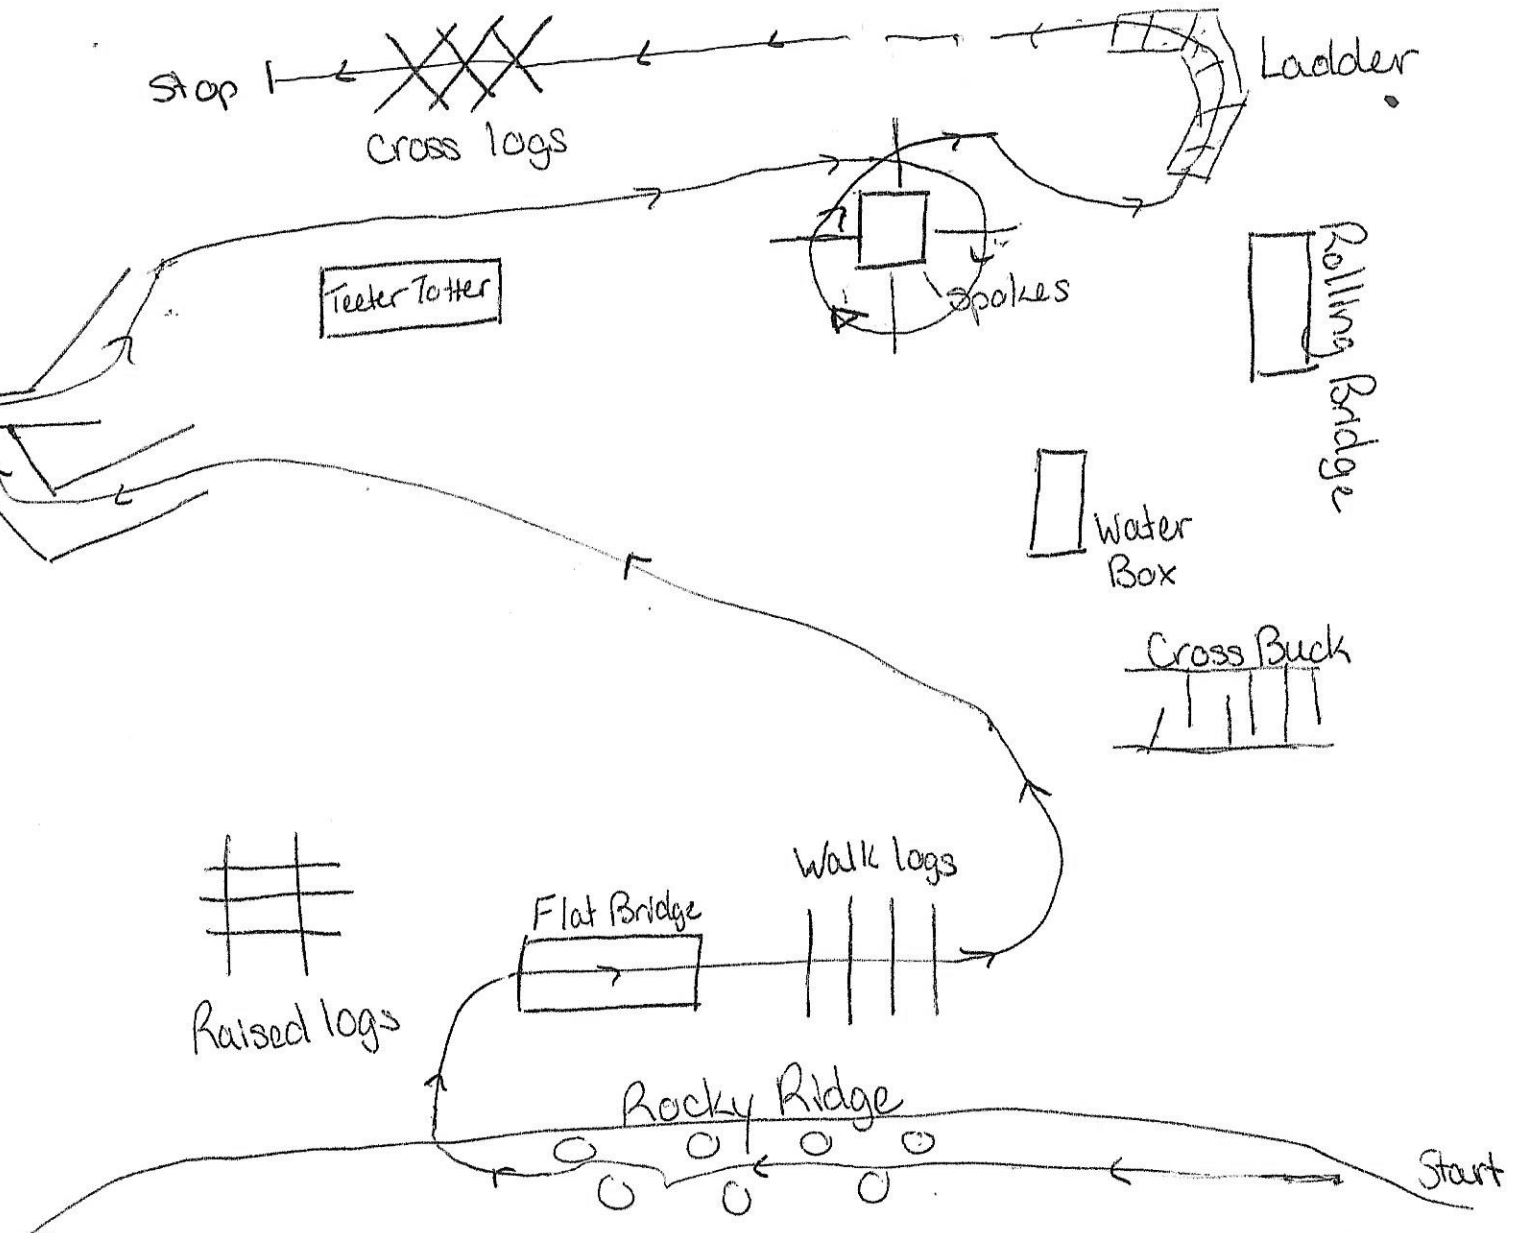 Ladder
Stop
Cross logs
Teeter Totter
Spokes
Rolling Bridge
Water
Box
Cross Buck
Walk logs
Flat Bridge
Raised logs
Rocky Ridge
Start